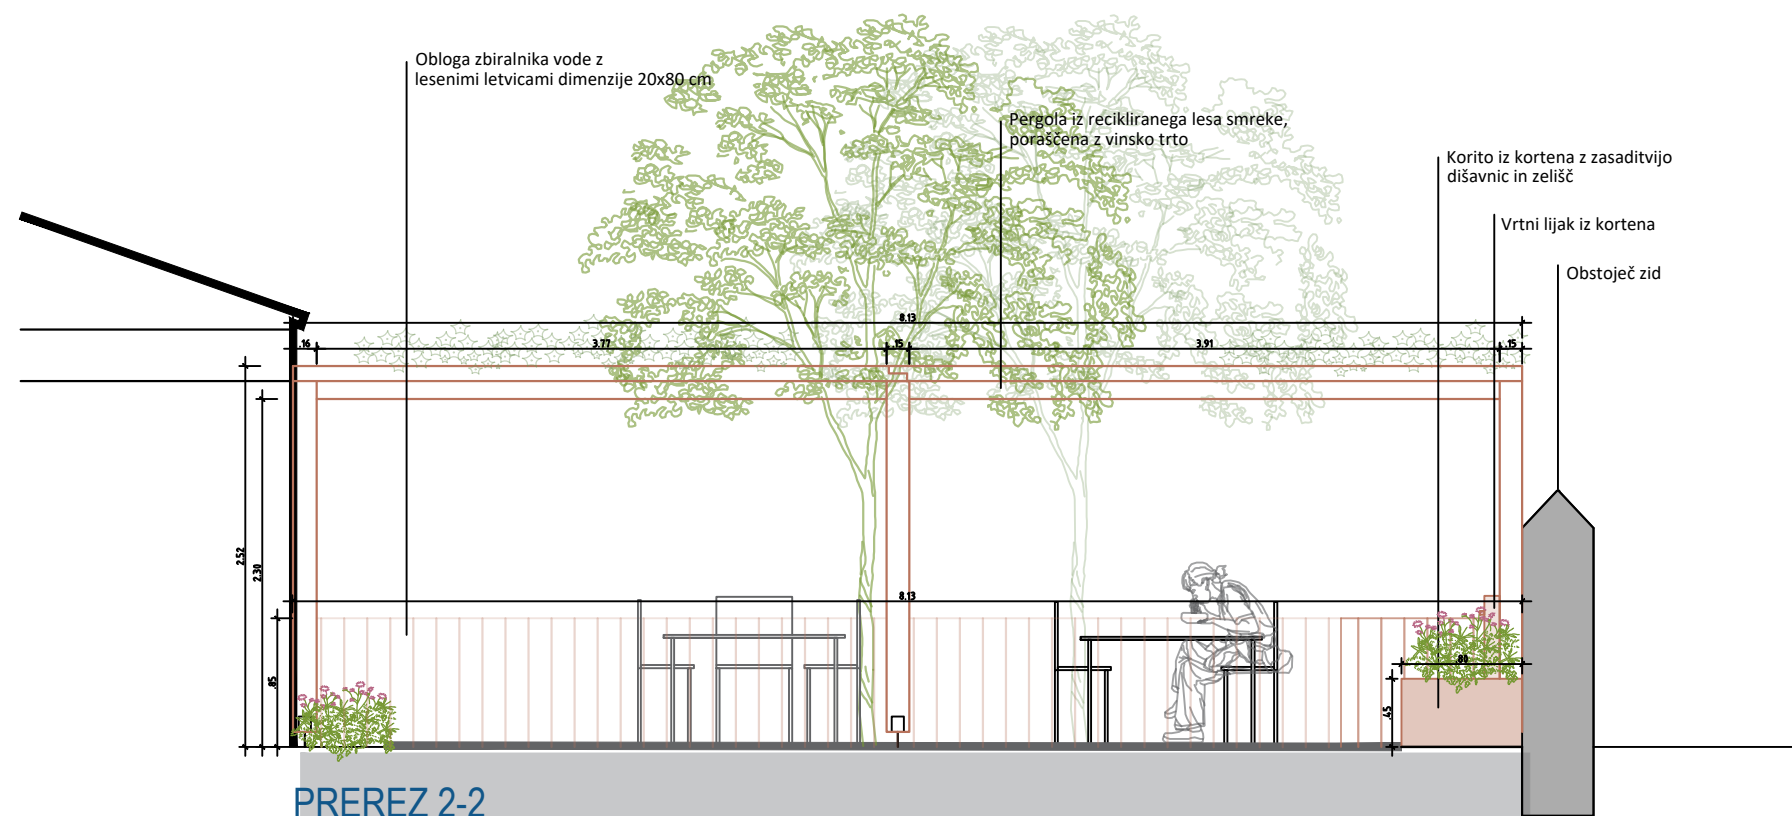 Obloga zbiralnika vode z
lesenimi letvicami dimenzije 20x80 cm
Pergola iz recikliranega lesa smreke,
poraščena z vinsko trto
Korito iz kortena z zasaditvijo
dišavnic in zelišč
Vrtni lijak iz kortena
Obstoječ zid
8.13
.16
3.77
.15
3.91
.15
2.52
2.30
8.13
.85
.80
.45
PREREZ 2-2